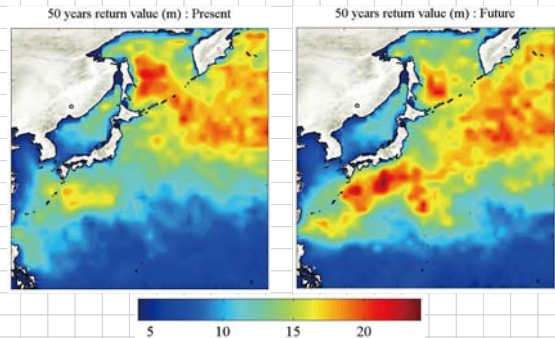 50 years return value (m) : Present
50 years return value (m) : Future
5 10 15 20